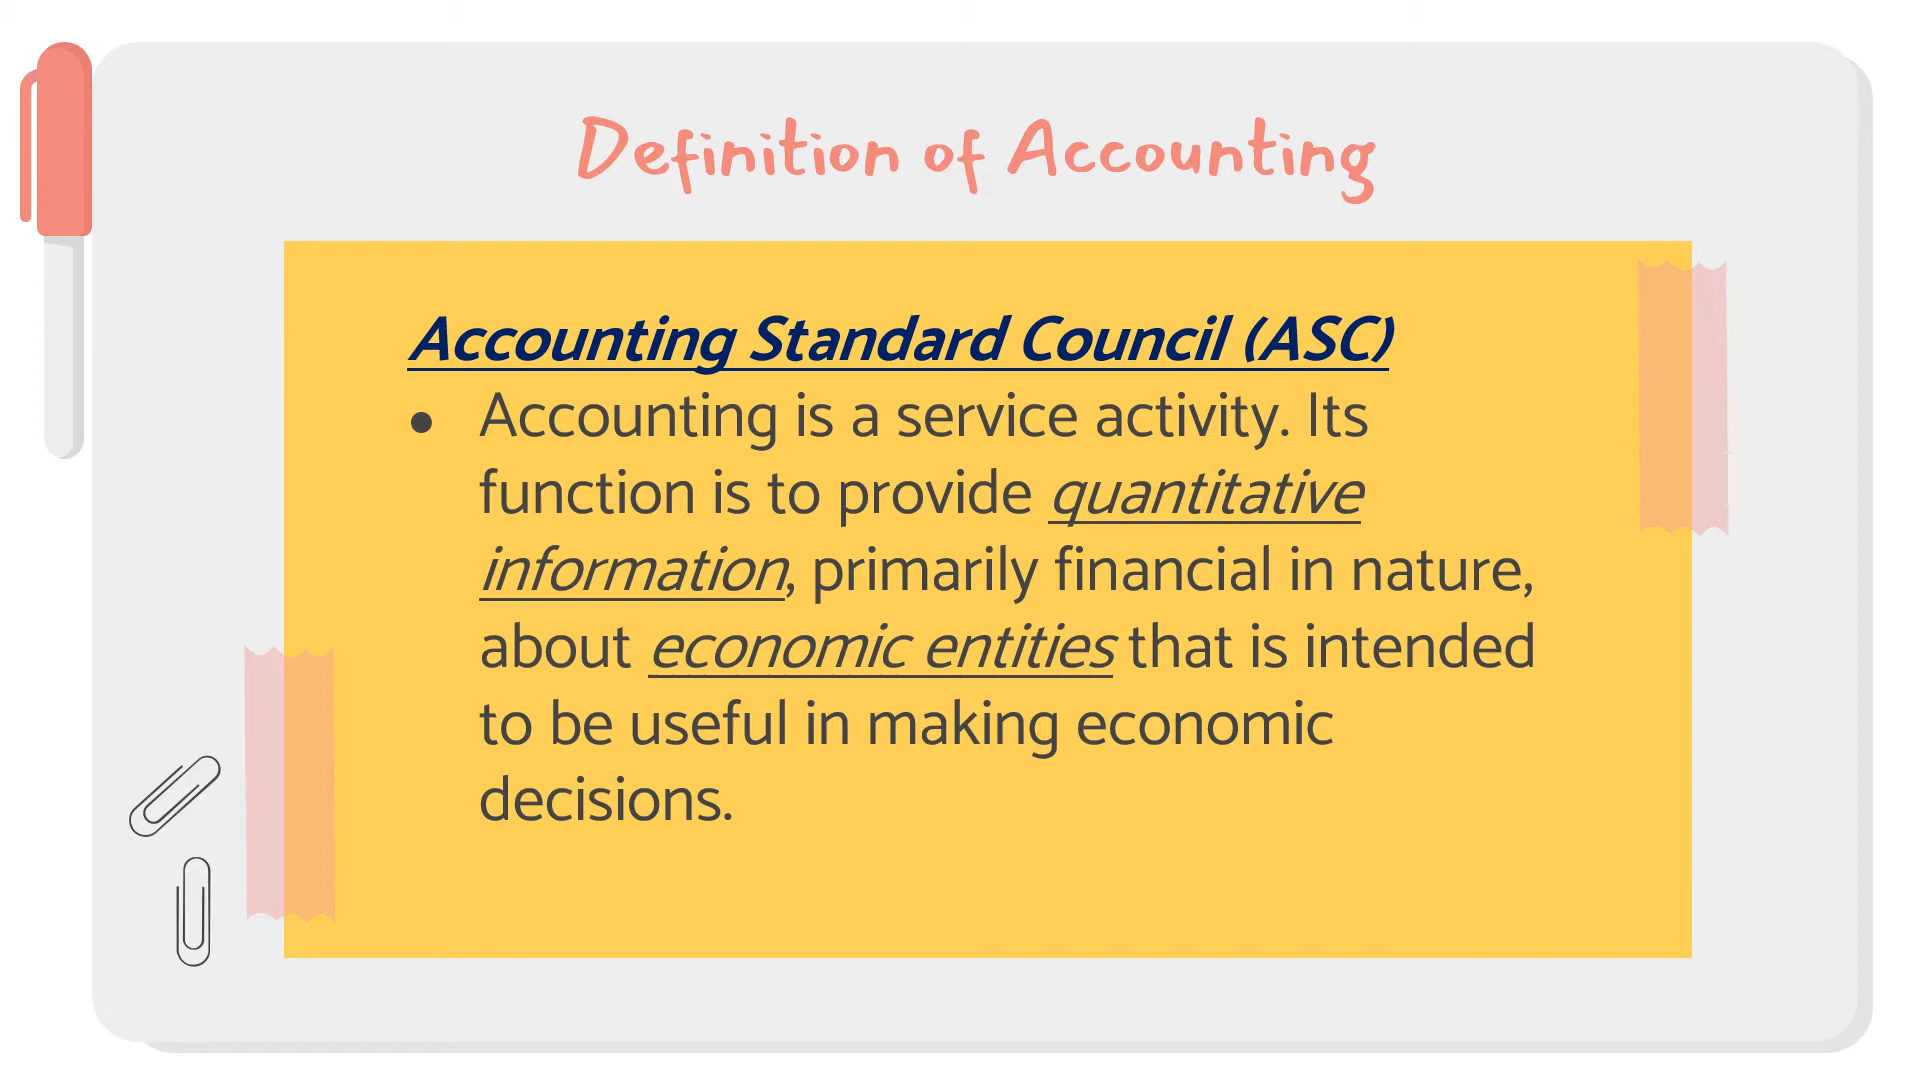 Definition of Accounting
Accounting Standard Council (ASC)
● Accounting is a service activity. Its
function is to provide quantitative
information, primarily financial in nature,
about economic entities that is intended
to be useful in making economic
decisions.